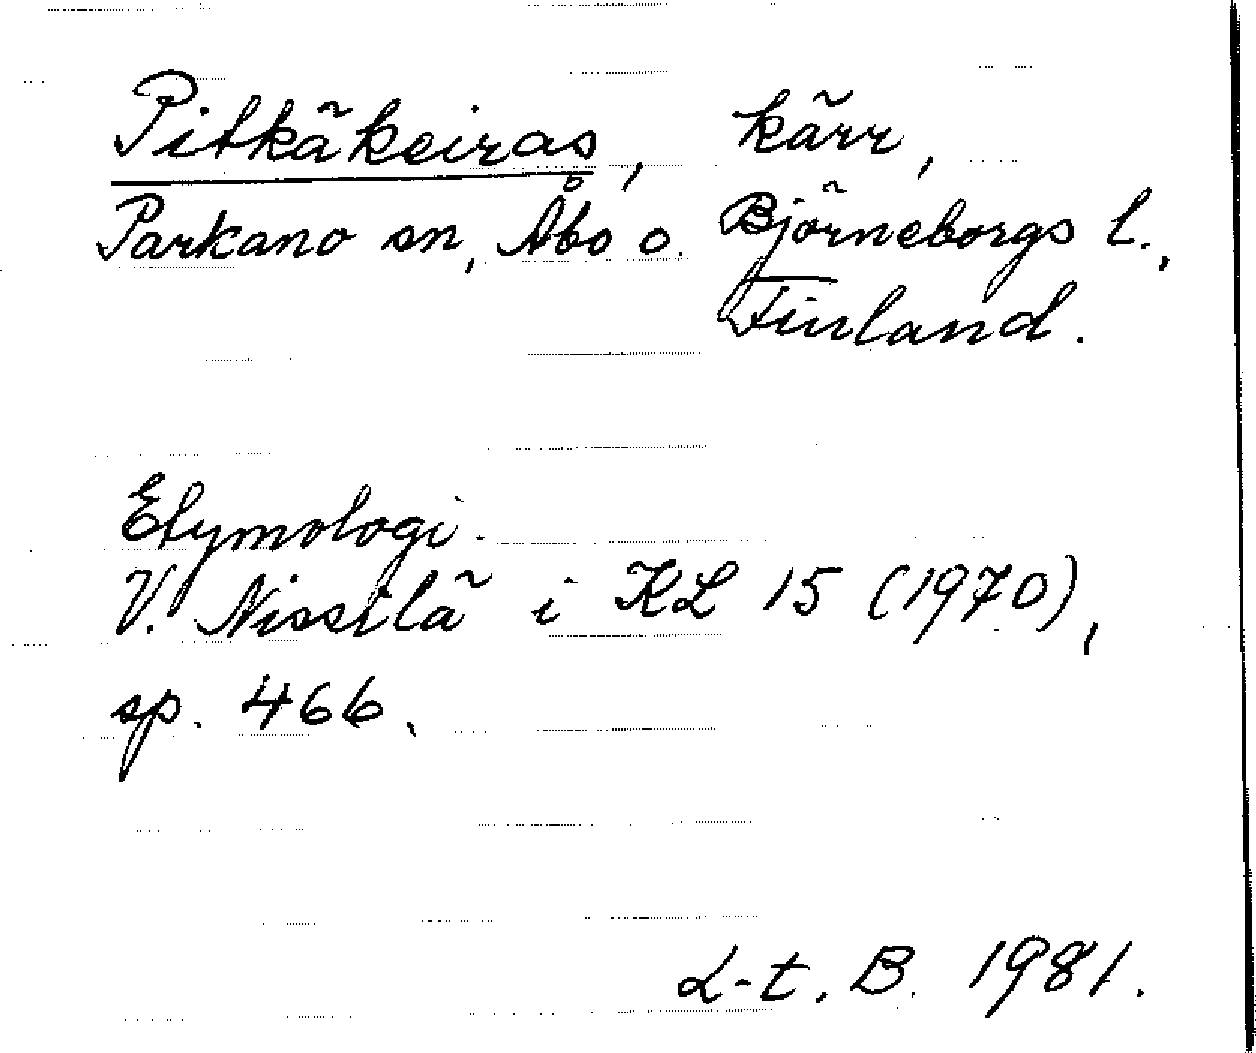 Pitkäkeiras, kärr,
Parkano sn, Åbo o. Björneborgs l.,
Finland.
Etymologi.
V. Nissilä i KL 15 (1970),
sp. 466.
L-t. B. 1981.